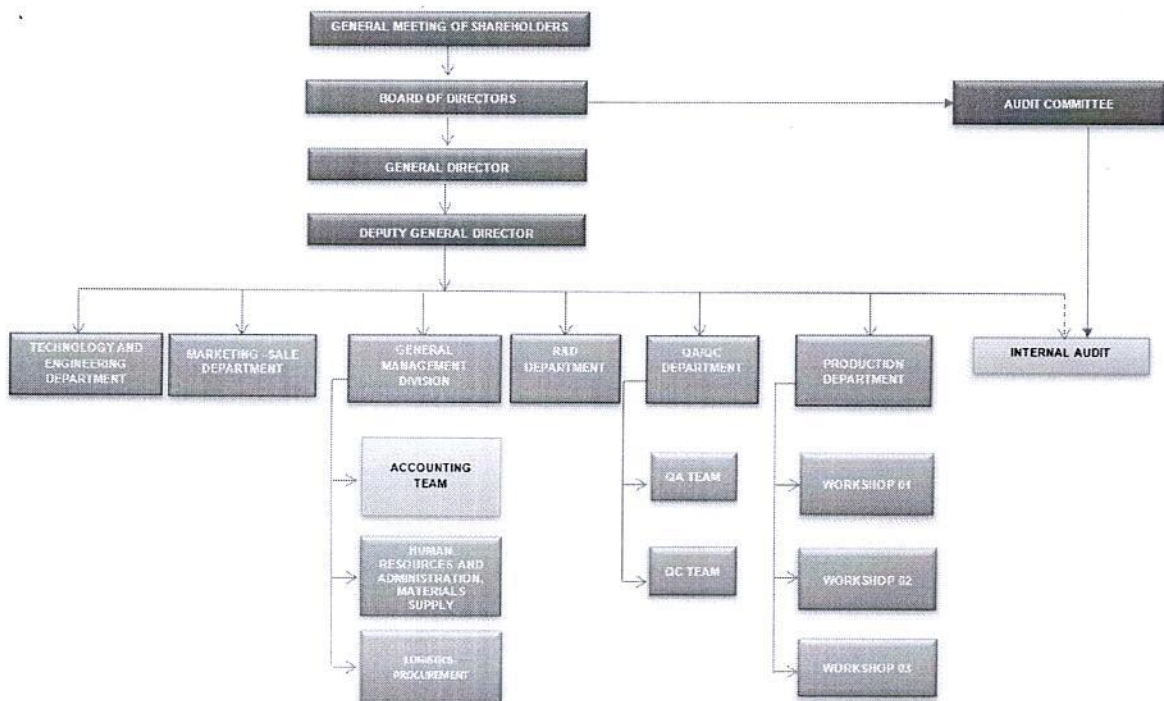 GENERAL MEETING OF SHAREHOLDERS
BOARD OF DIRECTORS
AUDIT COMMITTEE
GENERAL DIRECTOR
DEPUTY GENERAL DIRECTOR
TECHNOLOGY AND
ENGINEERING
DEPARTMENT
MARKETING - SALE
DEPARTMENT
GENERAL
MANAGEMENT
DIVISION
R&D
DEPARTMENT
QA/QC
DEPARTMENT
PRODUCTION
DEPARTMENT
INTERNAL AUDIT
ACCOUNTING
TEAM
HUMAN
RESOURCES AND
ADMINISTRATION,
MATERIALS
SUPPLY
LOGISTICS
PROCUREMENT
QA TEAM
QC TEAM
WORKSHOP 01
WORKSHOP 02
WORKSHOP 03